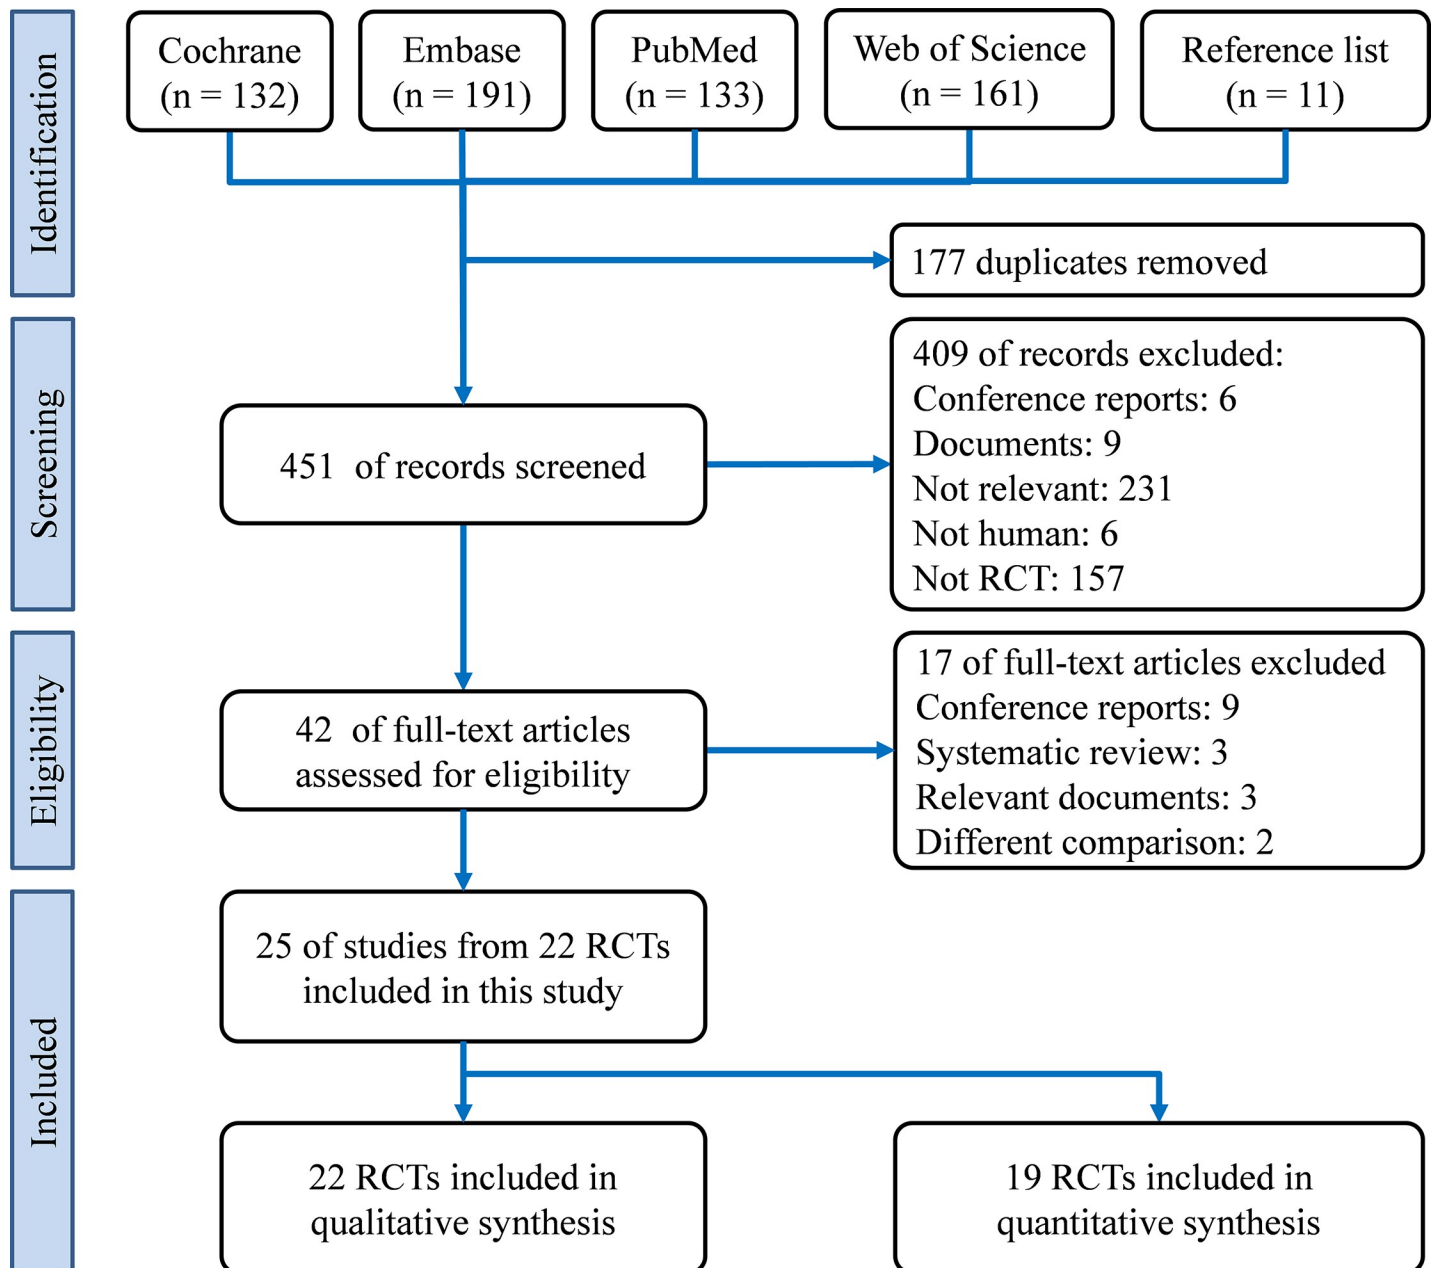 Identification
Cochrane
(n = 132)
Embase
(n = 191)
PubMed
(n = 133)
Web of Science
(n = 161)
Reference list
(n = 11)
177 duplicates removed
Screening
451 of records screened
409 of records excluded:
Conference reports: 6
Documents: 9
Not relevant: 231
Not human: 6
Not RCT: 157
Eligibility
42 of full-text articles
assessed for eligibility
17 of full-text articles excluded
Conference reports: 9
Systematic review: 3
Relevant documents: 3
Different comparison: 2
Included
25 of studies from 22 RCTs
included in this study
22 RCTs included in
qualitative synthesis
19 RCTs included in
quantitative synthesis